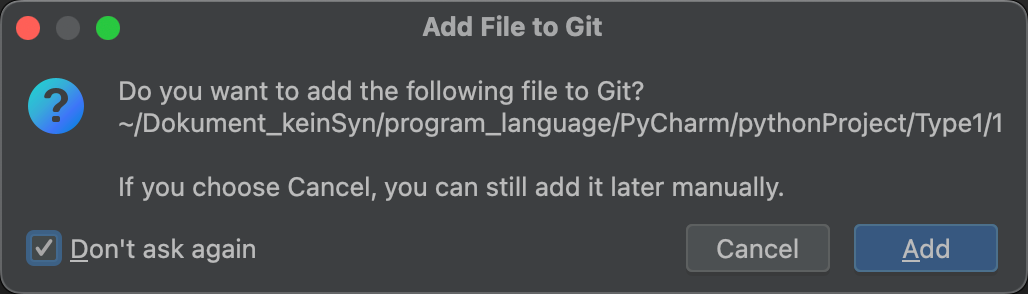 Add File to Git
Do you want to add the following file to Git?
~/Dokument_keinSyn/program_language/PyCharm/pythonProject/Type1/1
If you choose Cancel, you can still add it later manually.
Don't ask again
Cancel
Add